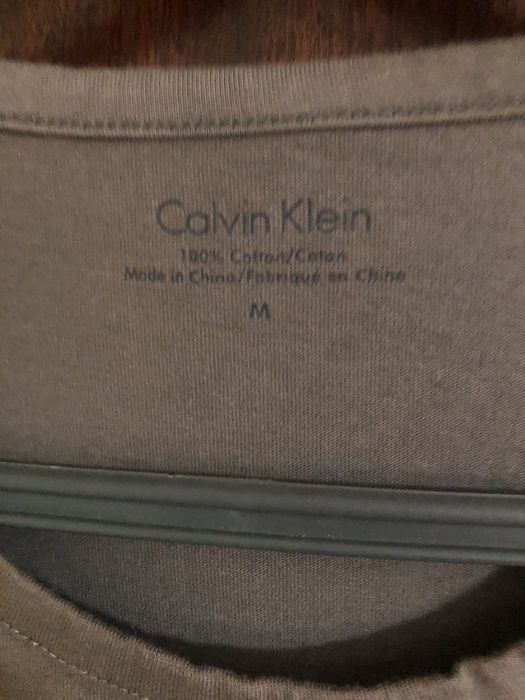 Calvin Klein
100% Cotton/Coton
Made in China/Fabriqué en Chine
M